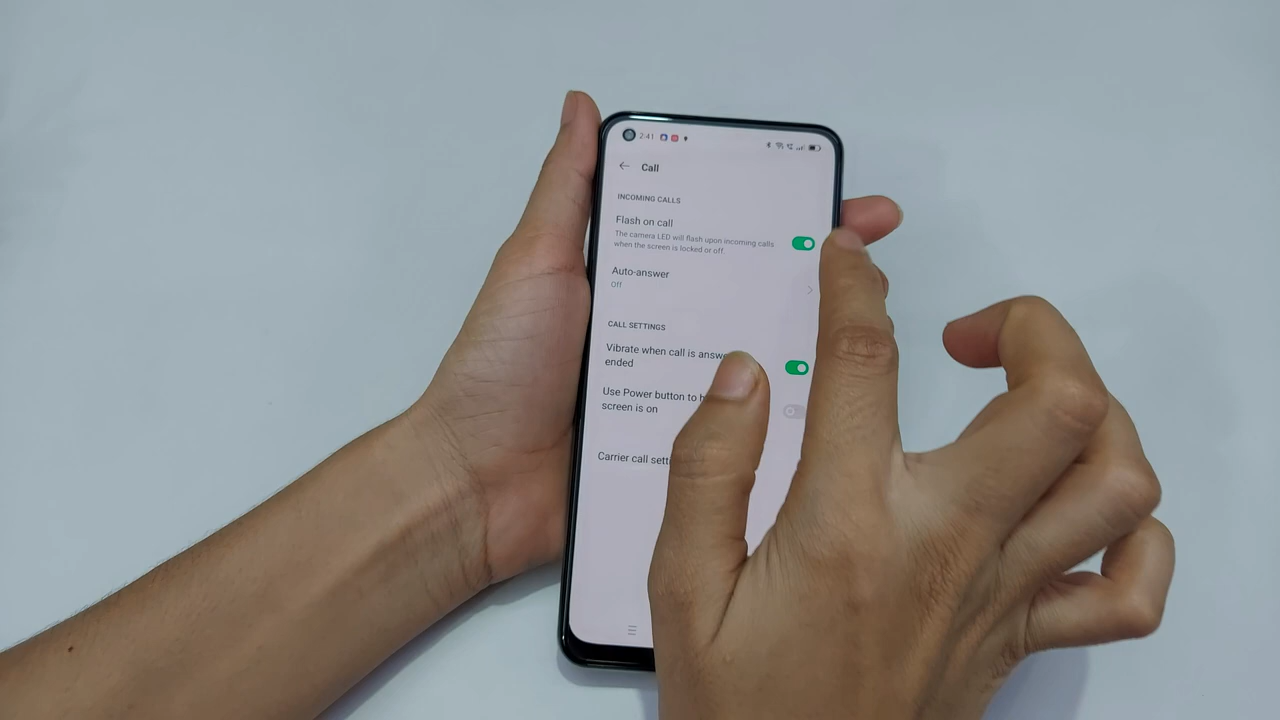 2:41
Call
INCOMING CALLS
Flash on call
The camera LED will flash upon incoming calls
when the screen is locked or off.
Auto-answer
Off
CALL SETTINGS
Vibrate when call is answ
ended
Use Power button to
screen is on
Carrier call sett